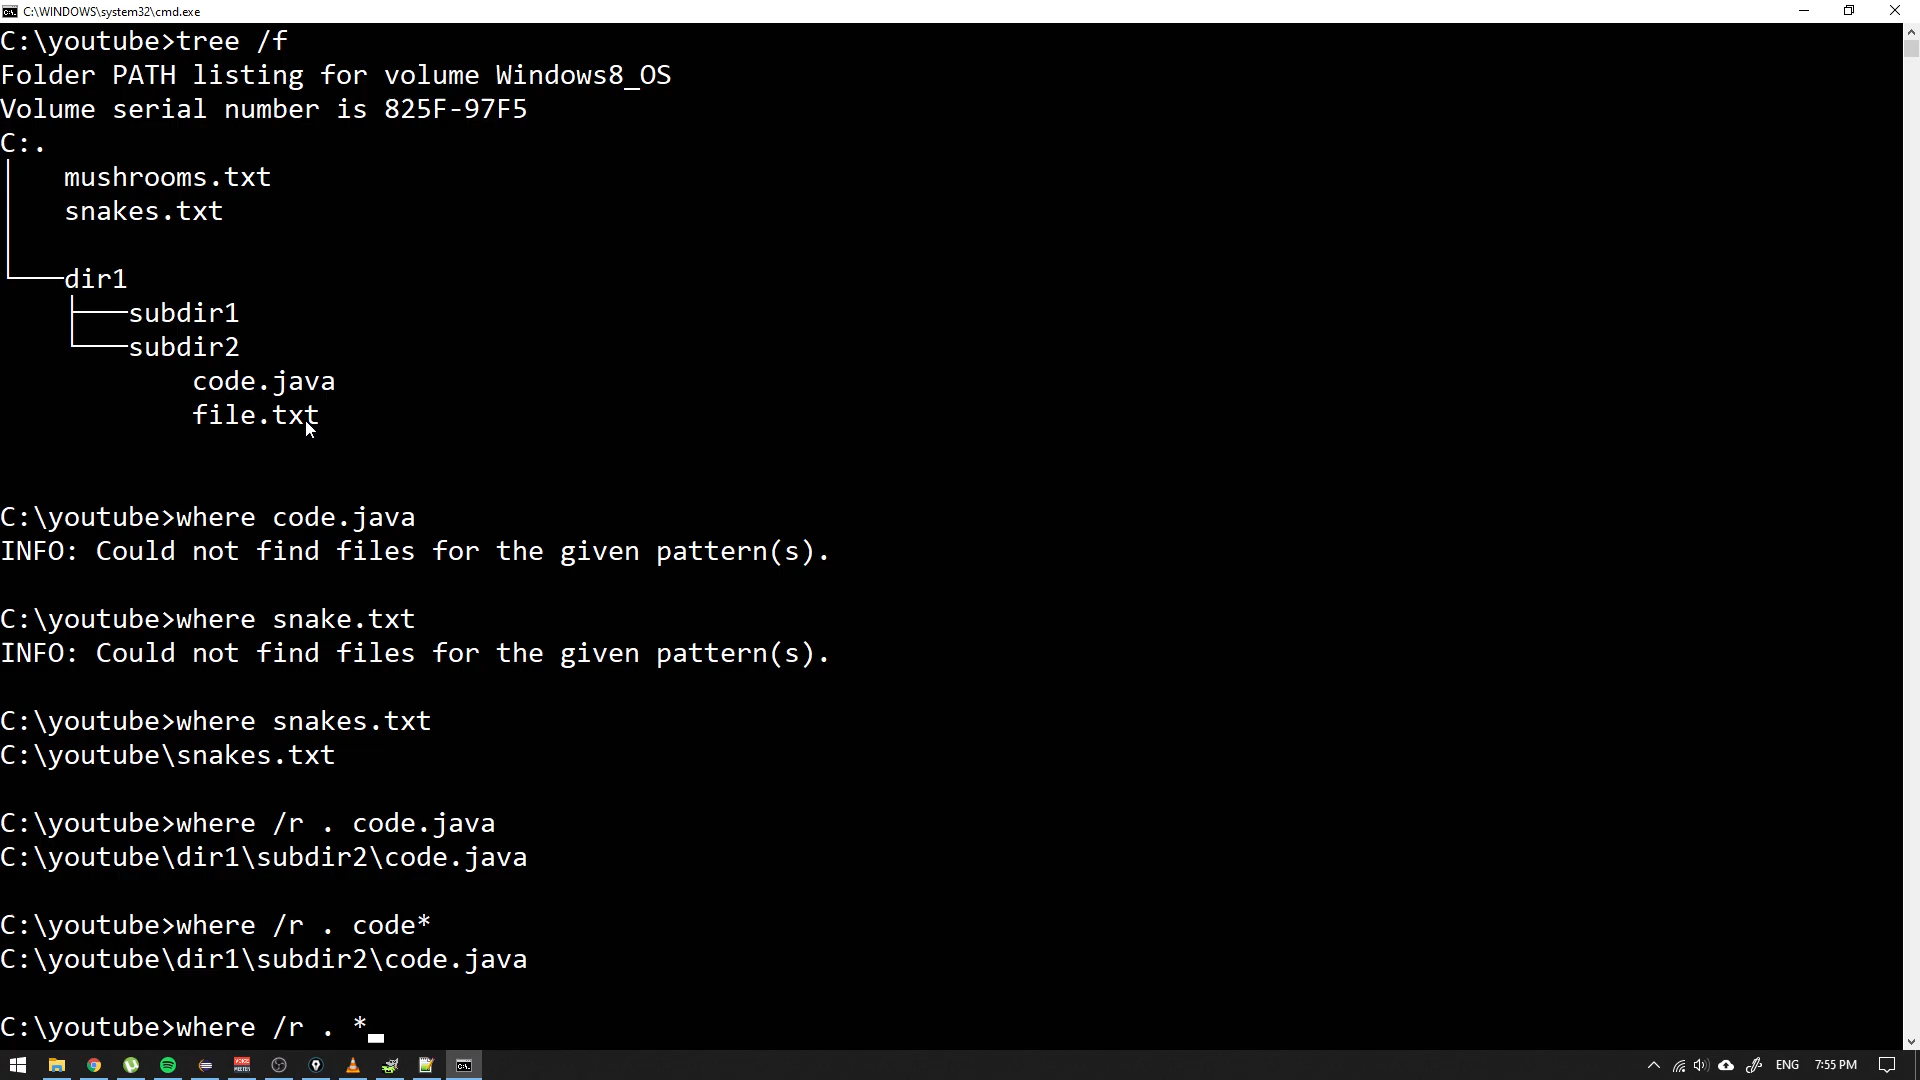 C:\WINDOWS\system32\cmd.exe
C:\youtube>tree /f
Folder PATH listing for volume Windows8_OS
Volume serial number is 825F-97F5
C:.
│   mushrooms.txt
│   snakes.txt
│
└───dir1
    ├───subdir1
    └───subdir2
            code.java
            file.txt
C:\youtube>where code.java
INFO: Could not find files for the given pattern(s).
C:\youtube>where snake.txt
INFO: Could not find files for the given pattern(s).
C:\youtube>where snakes.txt
C:\youtube\snakes.txt
C:\youtube>where /r . code.java
C:\youtube\dir1\subdir2\code.java
C:\youtube>where /r . code*
C:\youtube\dir1\subdir2\code.java
C:\youtube>where /r . *
ENG 7:55 PM